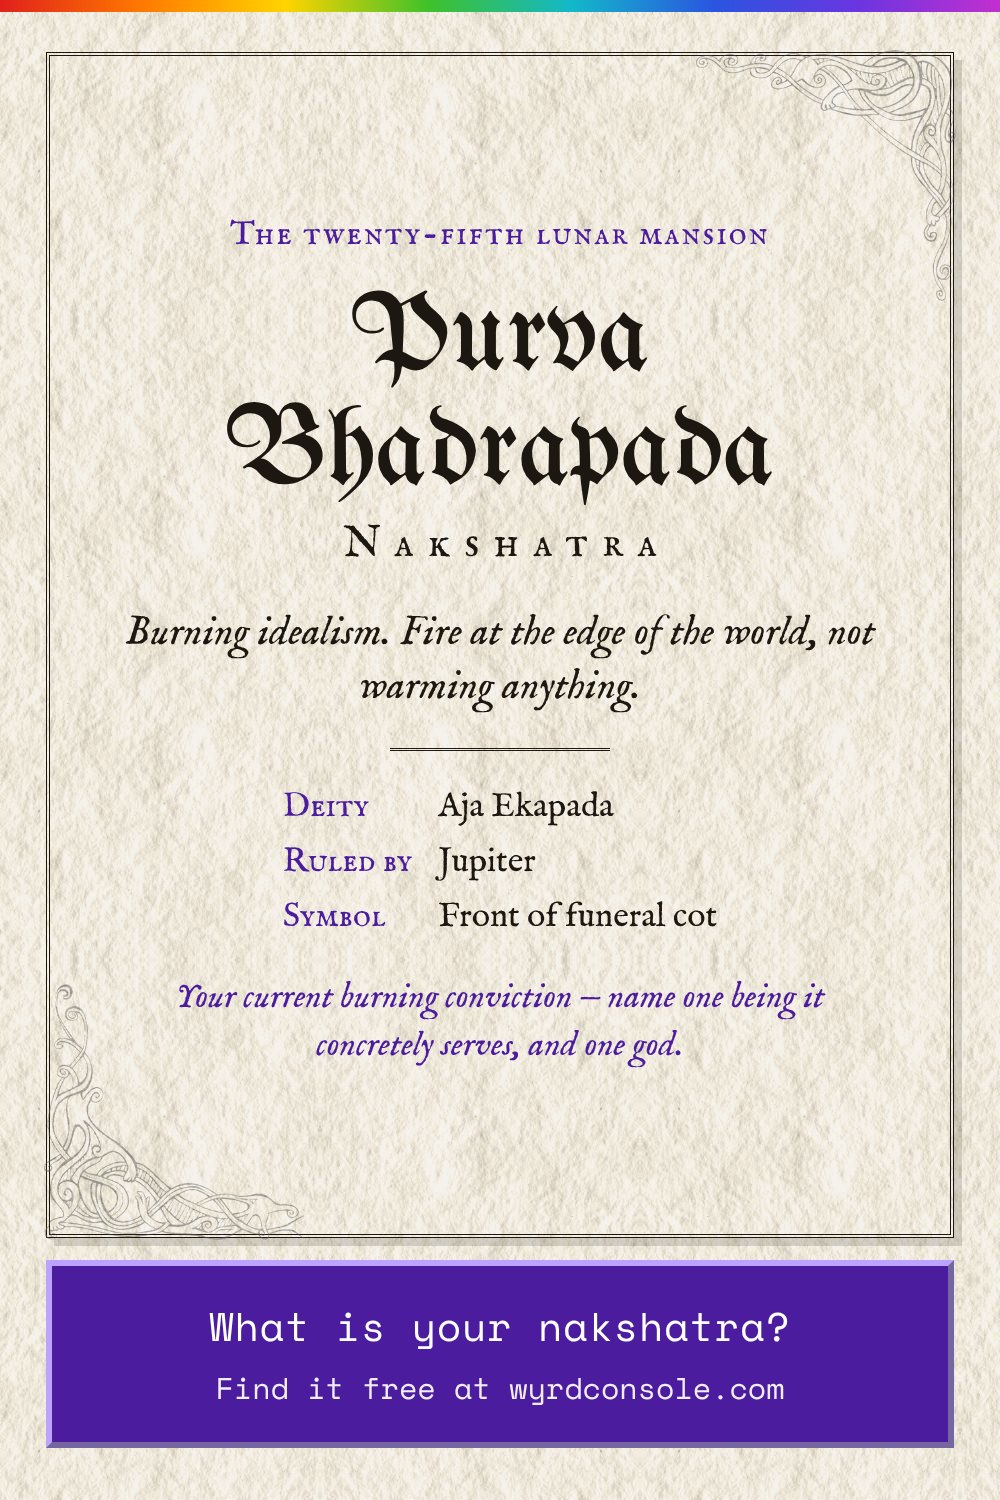 The twenty-fifth lunar mansion
Purva
Bhadrapada
Nakshatra
Burning idealism. Fire at the edge of the world, not
warming anything.
Deity Aja Ekapada
Ruled by Jupiter
Symbol Front of funeral cot
Your current burning conviction — name one being it
concretely serves, and one god.
What is your nakshatra?
Find it free at wyrdconsole.com